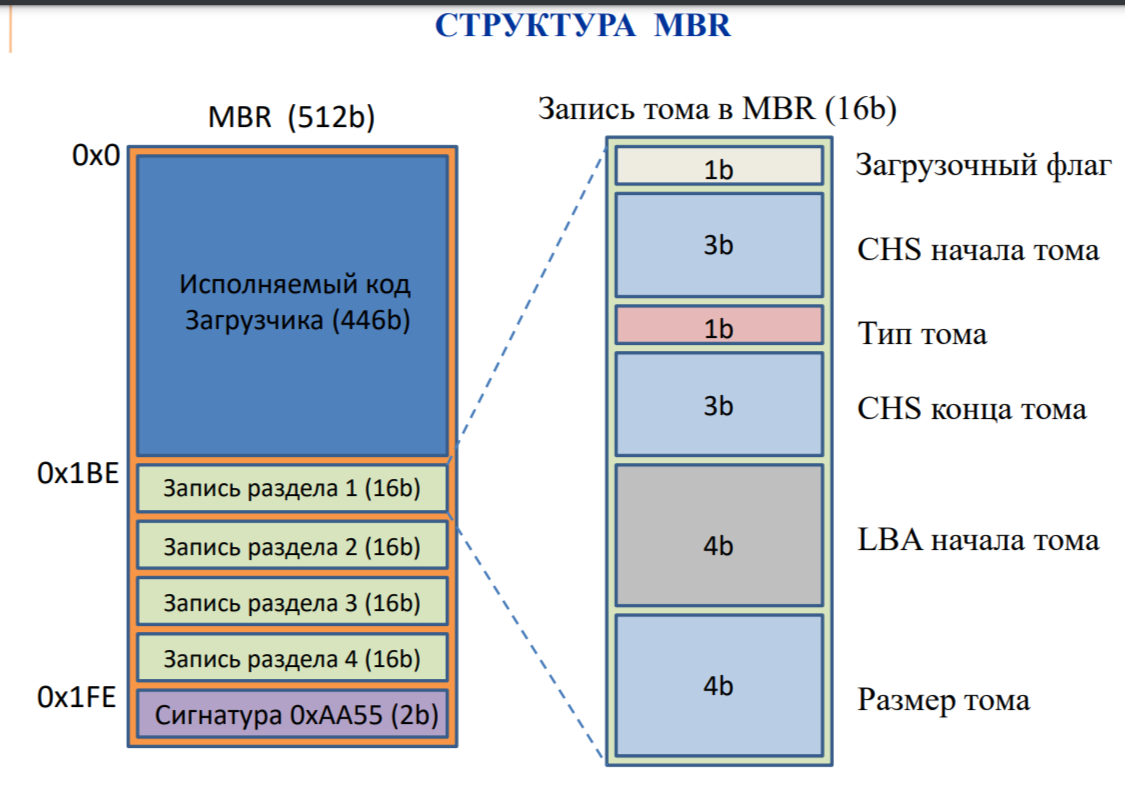 СТРУКТУРА MBR
MBR (512b)
0x0
Исполняемый код
Загрузчика (446b)
0x1BE
Запись раздела 1 (16b)
Запись раздела 2 (16b)
Запись раздела 3 (16b)
Запись раздела 4 (16b)
0x1FE
Сигнатура 0xAA55 (2b)
Запись тома в MBR (16b)
1b
Загрузочный флаг
3b
CHS начала тома
1b
Тип тома
3b
CHS конца тома
4b
LBA начала тома
4b
Размер тома